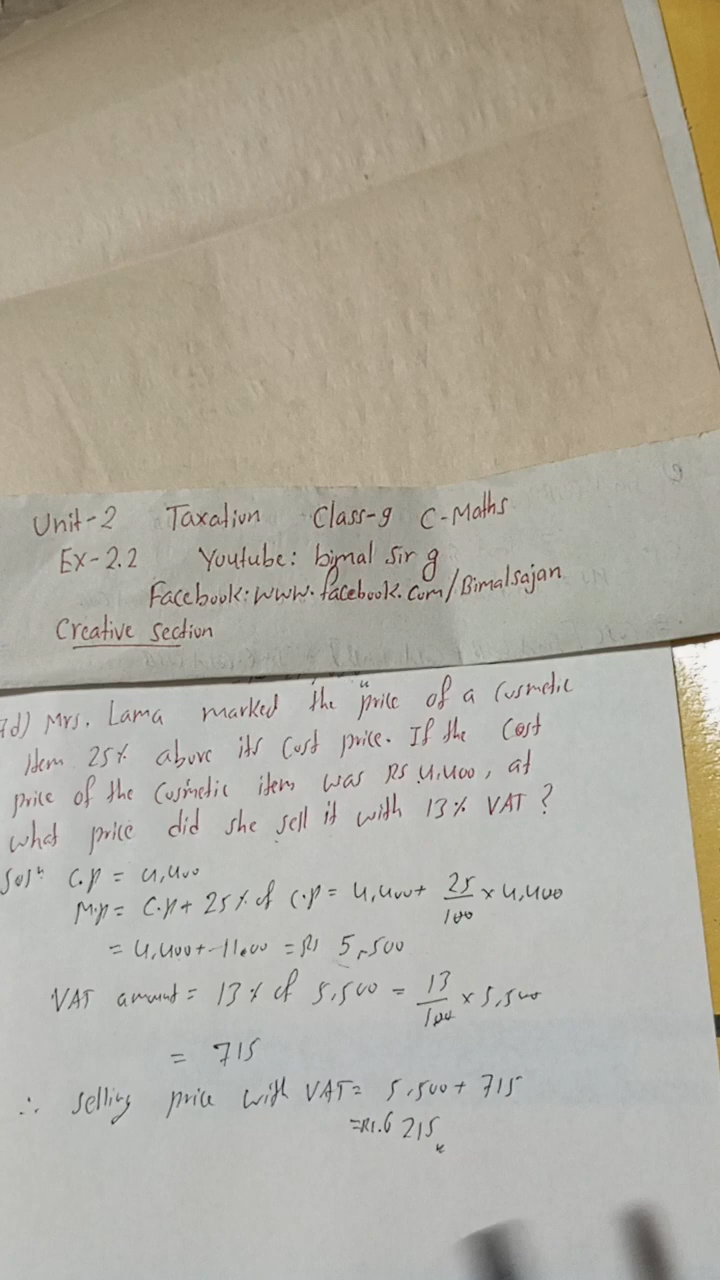 Unit-2 Taxation Class-9 C-Maths
Ex-2.2 Youtube: bimal Sir g
Facebook: www.facebook.com/Bimalsajan
Creative section
7d) Mrs. Lama marked the price of a cosmetic
item 25% above its cost price. If the cost
price of the cosmetic item was RS 4,400, at
what price did she sell it with 13% VAT?
Solⁿ C.p = 4,400
M.p = C.p + 25% of C.p = 4,400 + 25/100 × 4,400
= 4,400 + 1100 = Rs 5,500
VAT amount = 13% of 5,500 = 13/100 × 5,500
= 715
∴ selling price with VAT = 5,500 + 715
= Rs. 6215